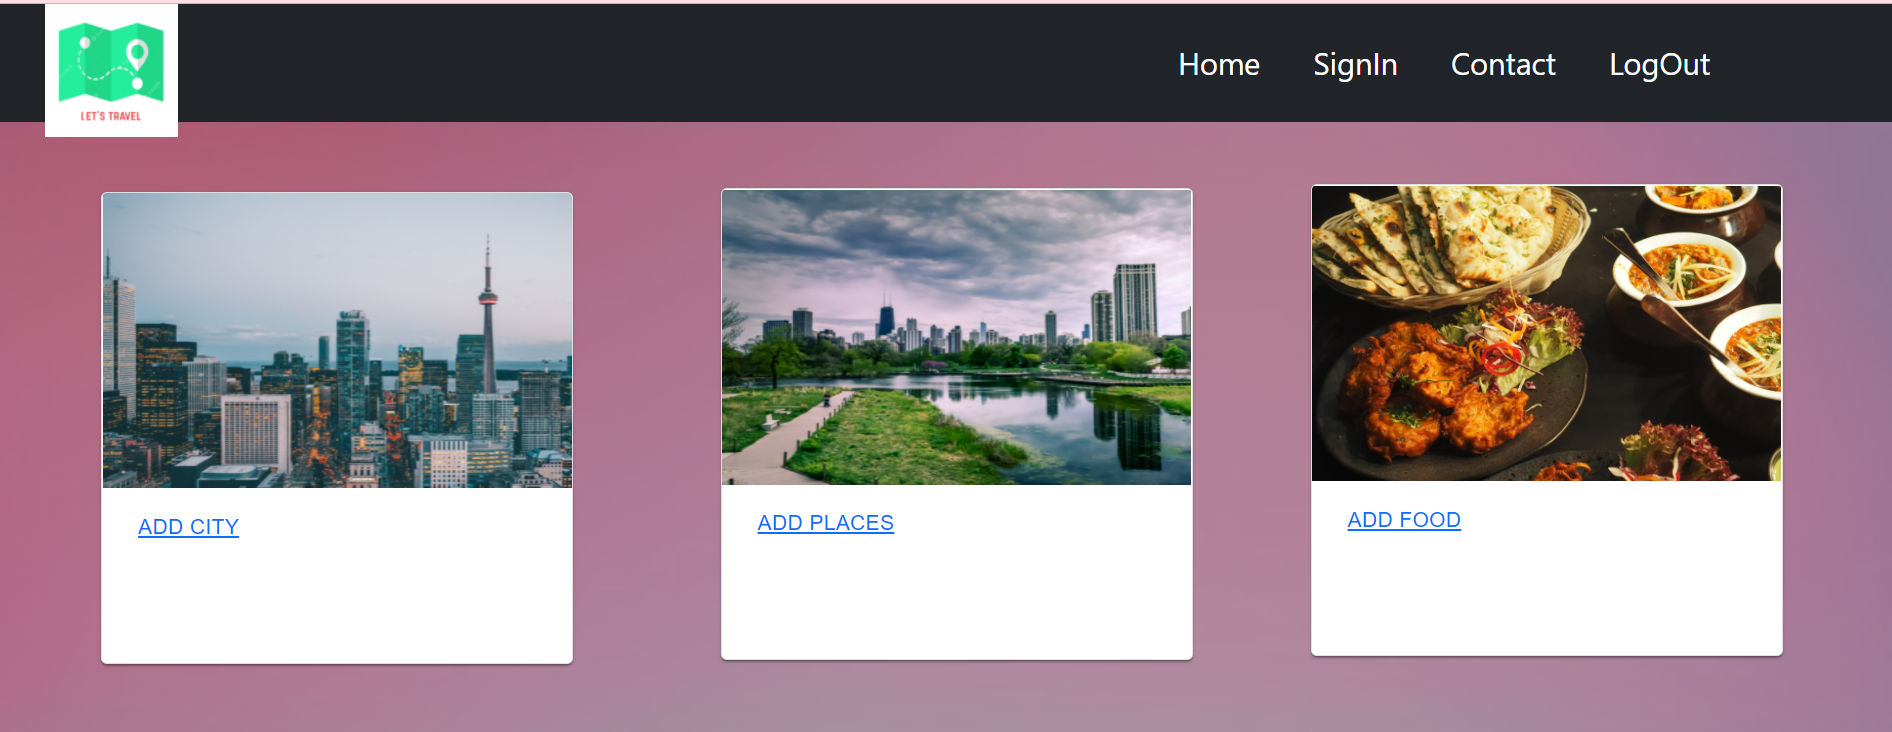 LET'S TRAVEL
Home SignIn Contact LogOut
ADD CITY
ADD PLACES
ADD FOOD